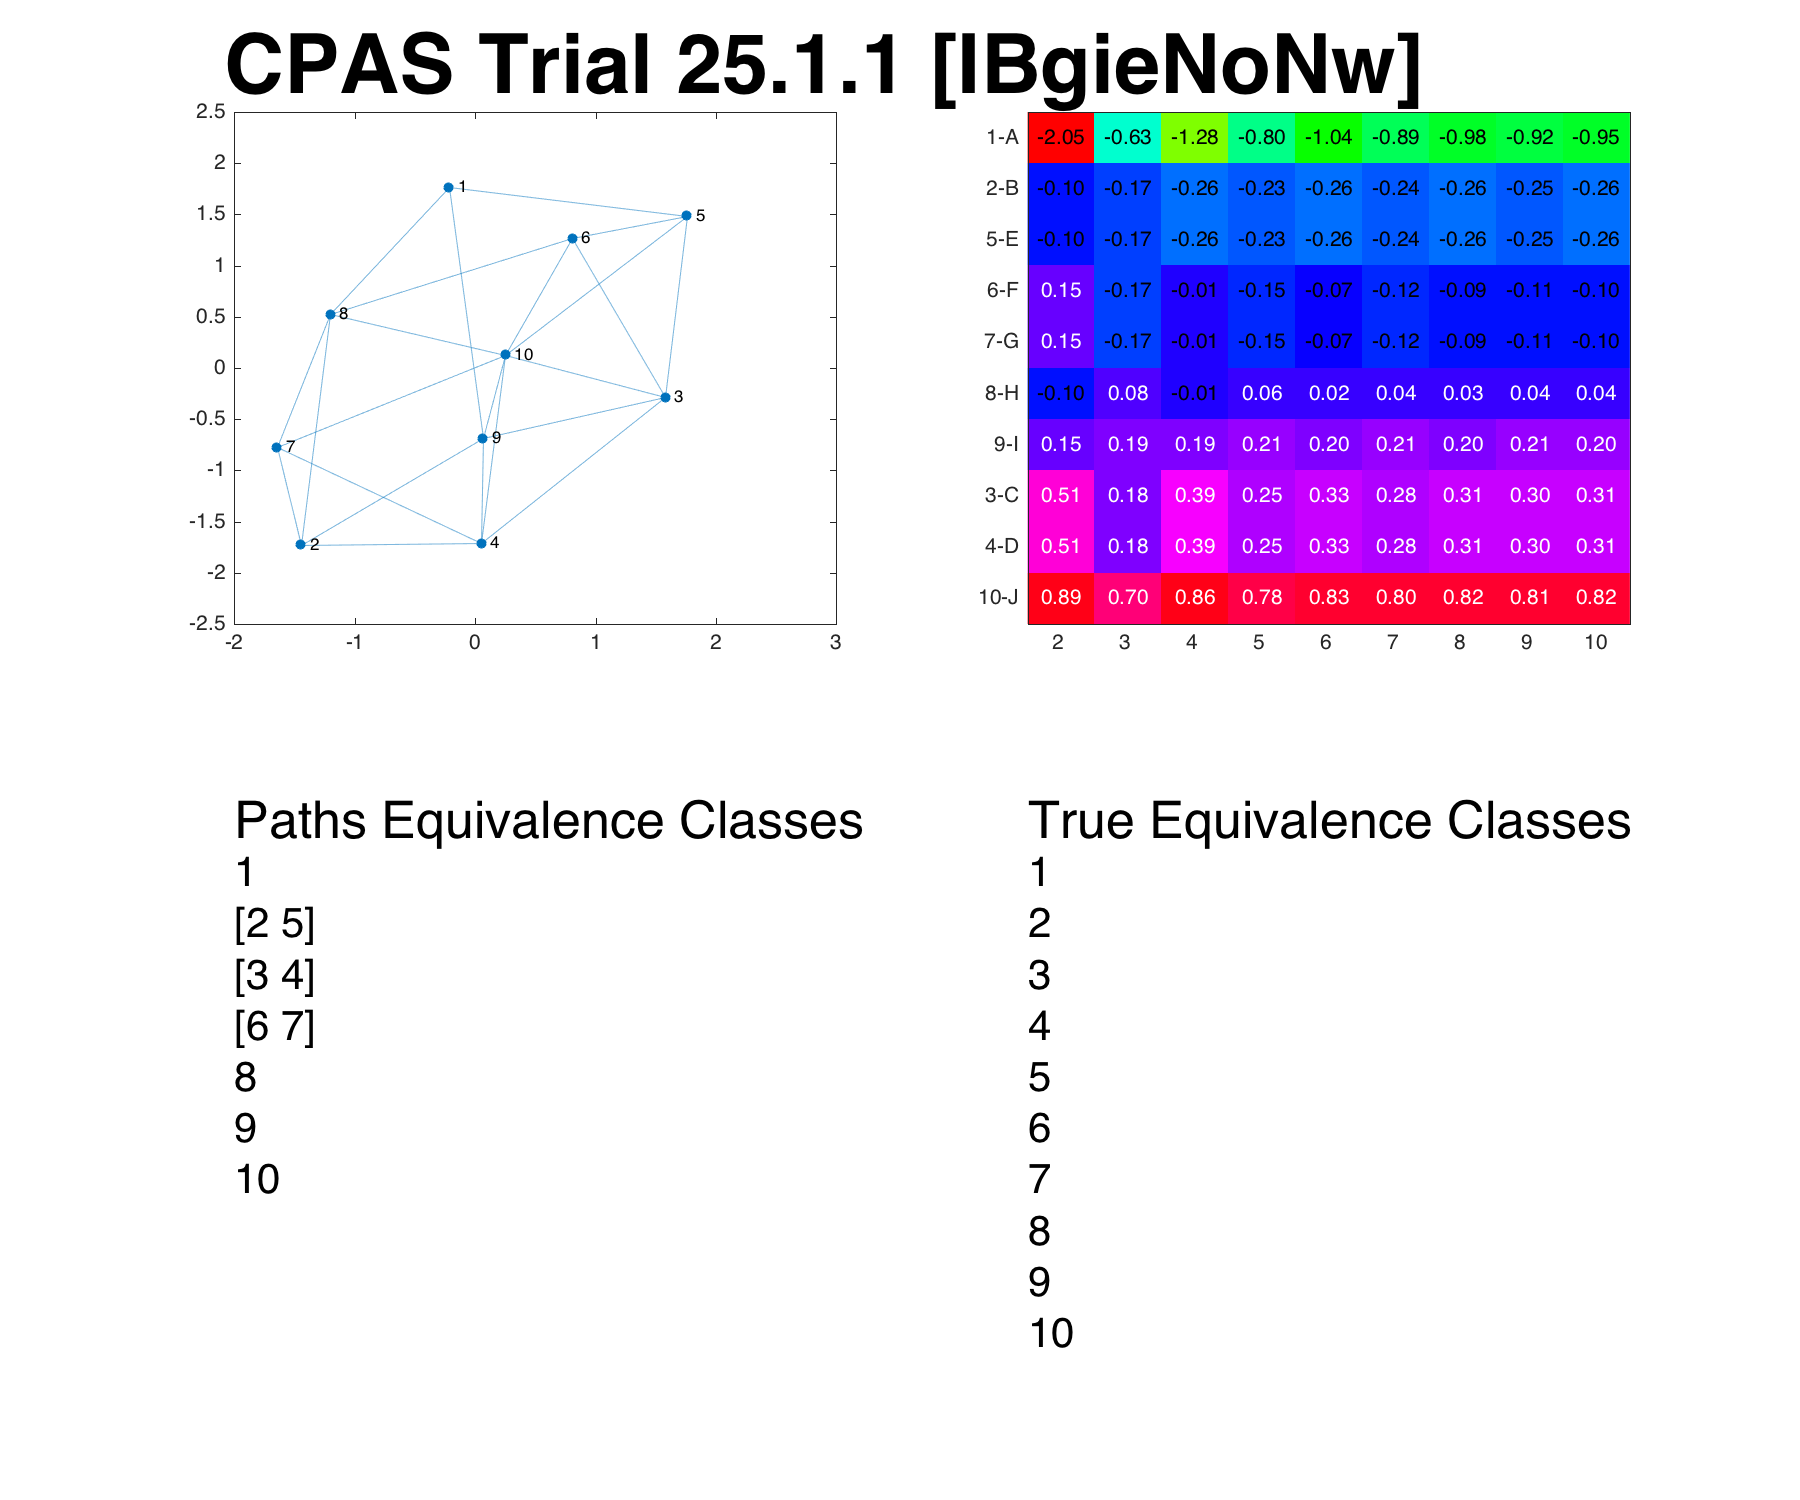 CPAS Trial 25.1.1 [IBgieNoNw]
2.5
2
1.5
1
0.5
0
-0.5
-1
-1.5
-2
-2.5
-2 -1 0 1 2 3
1
5
6
8
10
3
9
7
4
2
1-A -2.05 -0.63 -1.28 -0.80 -1.04 -0.89 -0.98 -0.92 -0.95
2-B -0.10 -0.17 -0.26 -0.23 -0.26 -0.24 -0.26 -0.25 -0.26
5-E -0.10 -0.17 -0.26 -0.23 -0.26 -0.24 -0.26 -0.25 -0.26
6-F 0.15 -0.17 -0.01 -0.15 -0.07 -0.12 -0.09 -0.11 -0.10
7-G 0.15 -0.17 -0.01 -0.15 -0.07 -0.12 -0.09 -0.11 -0.10
8-H -0.10 0.08 -0.01 0.06 0.02 0.04 0.03 0.04 0.04
9-I 0.15 0.19 0.19 0.21 0.20 0.21 0.20 0.21 0.20
3-C 0.51 0.18 0.39 0.25 0.33 0.28 0.31 0.30 0.31
4-D 0.51 0.18 0.39 0.25 0.33 0.28 0.31 0.30 0.31
10-J 0.89 0.70 0.86 0.78 0.83 0.80 0.82 0.81 0.82
2 3 4 5 6 7 8 9 10
Paths Equivalence Classes
1
[2 5]
[3 4]
[6 7]
8
9
10
True Equivalence Classes
1
2
3
4
5
6
7
8
9
10